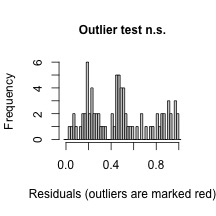 Outlier test n.s.
Frequency
6
4
2
0
0.0 0.4 0.8
Residuals (outliers are marked red)